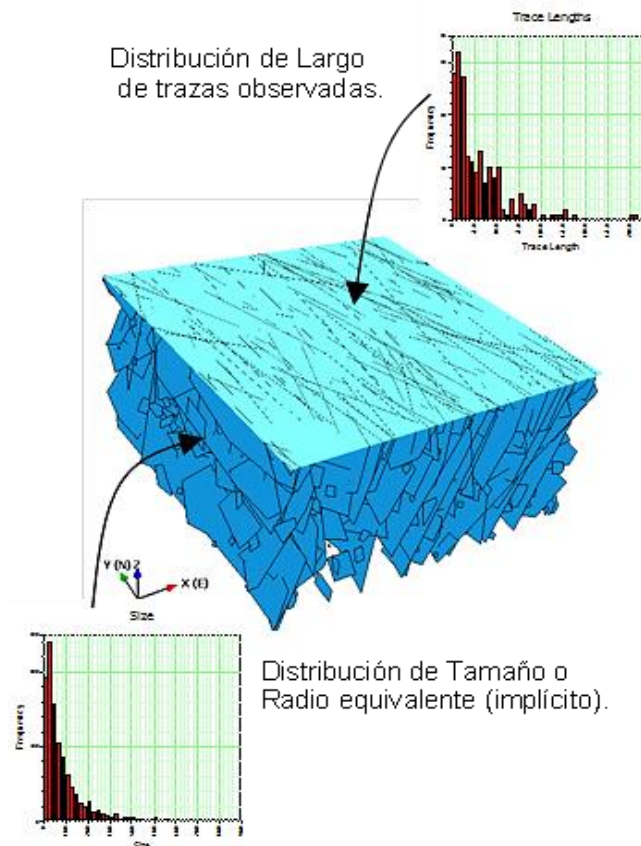 Trace Lengths
Distribución de Largo
de trazas observadas.
Frequency
Trace Length
Y (N) Z
X (E)
Size
Frequency
Distribución de Tamaño o
Radio equivalente (implícito).